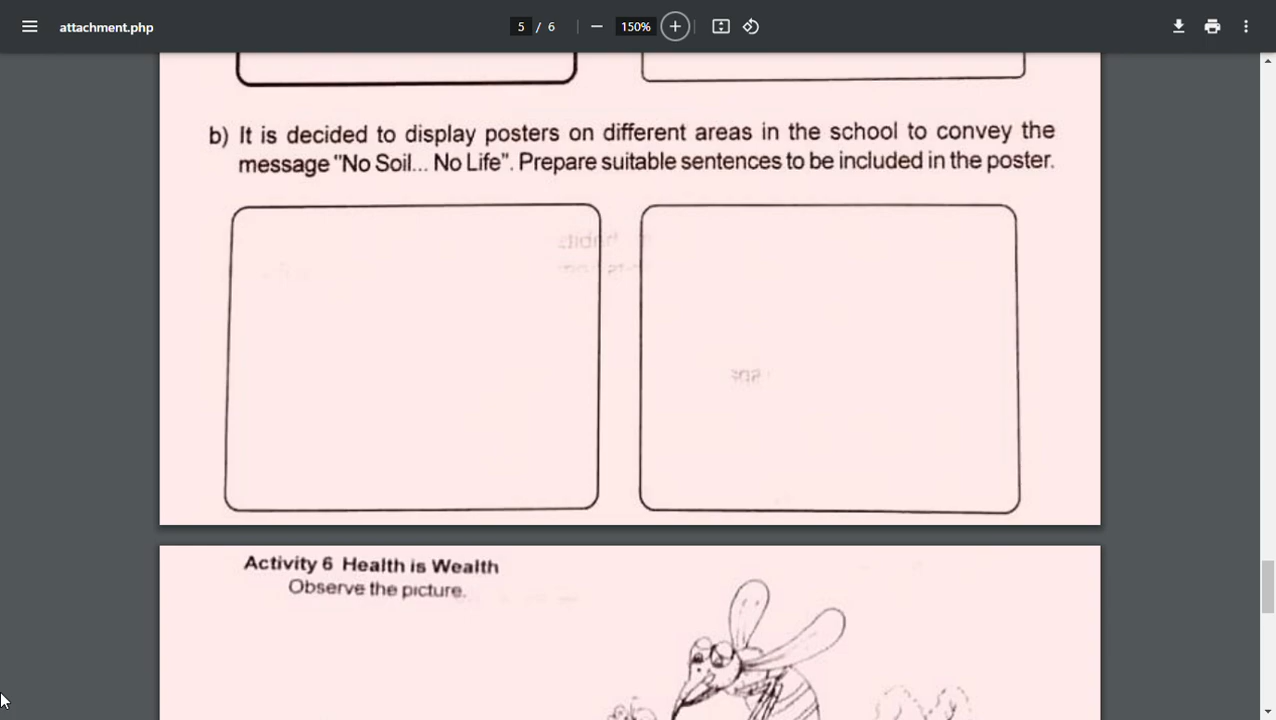 attachment.php
5 / 6
150%
b) It is decided to display posters on different areas in the school to convey the
message "No Soil... No Life". Prepare suitable sentences to be included in the poster.
Activity 6 Health is Wealth
Observe the picture.